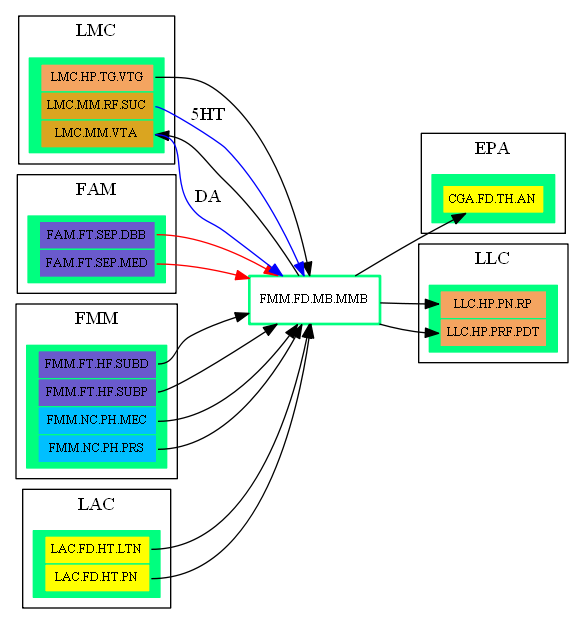 LMC
LMC.HP.TG.VTG
LMC.MM.RF.SUC
LMC.MM.VTA
5HT
DA
FAM
FAM.FT.SEP.DBB
FAM.FT.SEP.MED
FMM
FMM.FT.HF.SUBD
FMM.FT.HF.SUBP
FMM.NC.PH.MEC
FMM.NC.PH.PRS
LAC
LAC.FD.HT.LTN
LAC.FD.HT.PN
FMM.FD.MB.MMB
EPA
CGA.FD.TH.AN
LLC
LLC.HP.PN.RP
LLC.HP.PRF.PDT